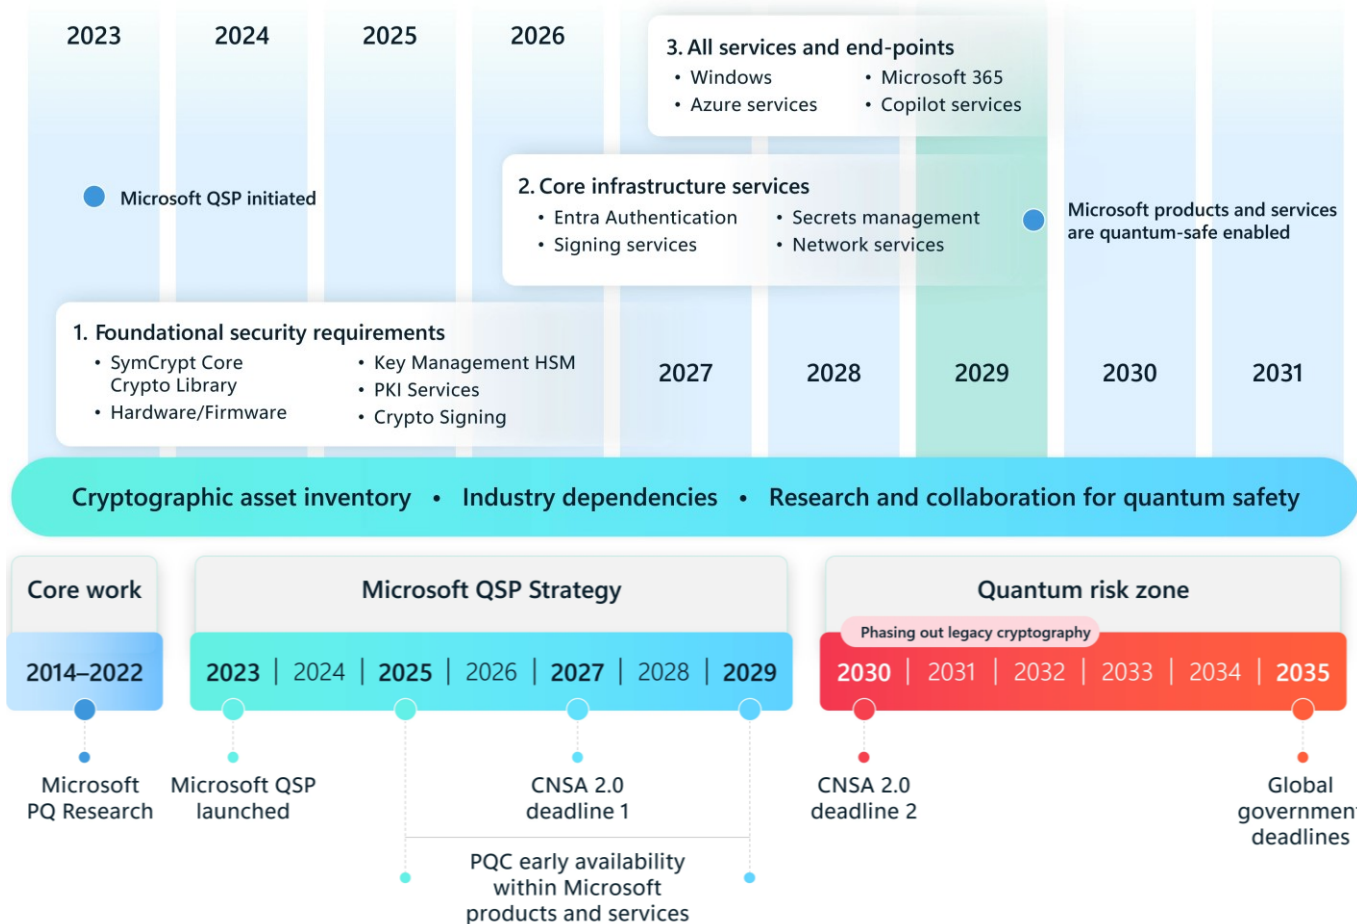 2023
2024
2025
2026
3. All services and end-points
• Windows
• Azure services
• Microsoft 365
• Copilot services
Microsoft QSP initiated
2. Core infrastructure services
• Entra Authentication
• Signing services
• Secrets management
• Network services
Microsoft products and services
are quantum-safe enabled
1. Foundational security requirements
• SymCrypt Core
Crypto Library
• Hardware/Firmware
• Key Management HSM
• PKI Services
• Crypto Signing
2027
2028
2029
2030
2031
Cryptographic asset inventory • Industry dependencies • Research and collaboration for quantum safety
Core work
2014–2022
Microsoft
PQ Research
Microsoft QSP Strategy
2023 | 2024 | 2025 | 2026 | 2027 | 2028 | 2029
Microsoft QSP
launched
CNSA 2.0
deadline 1
PQC early availability
within Microsoft
products and services
Quantum risk zone
Phasing out legacy cryptography
2030 | 2031 | 2032 | 2033 | 2034 | 2035
CNSA 2.0
deadline 2
Global
government
deadlines